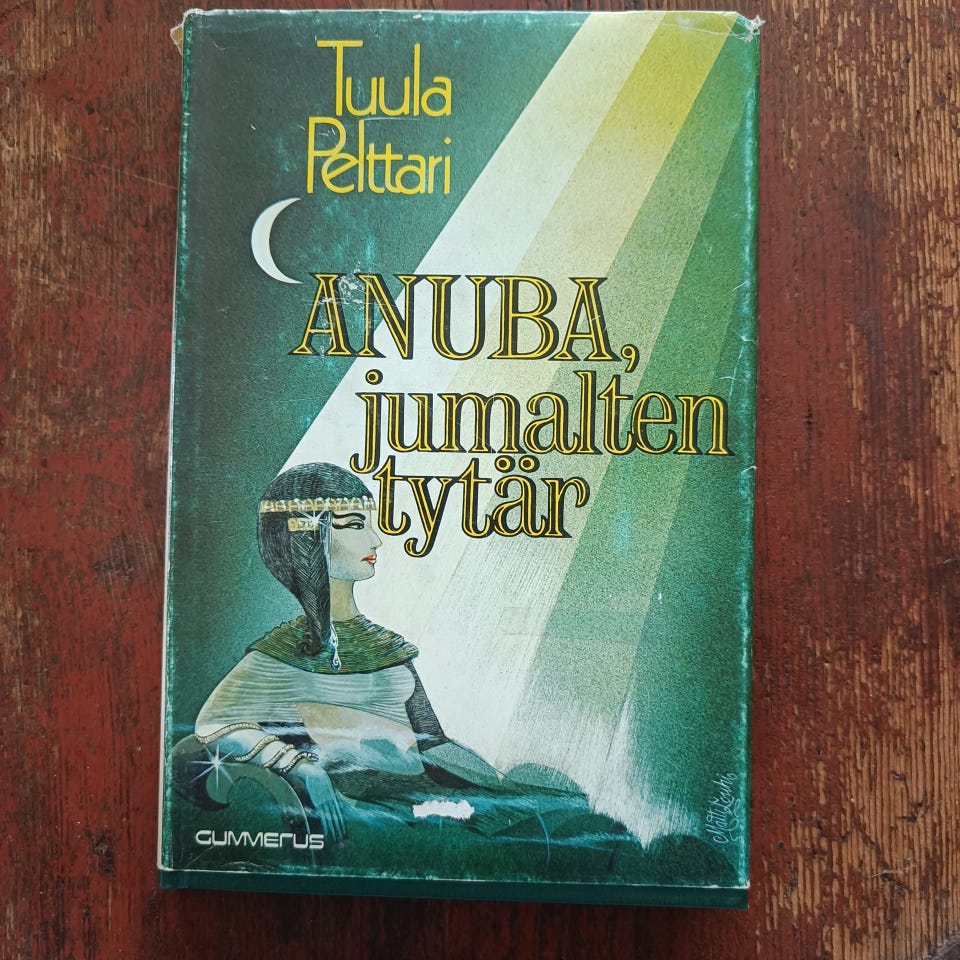 Tuula
Pelttari
ANUBA,
jumalten
tytär
GUMMERUS